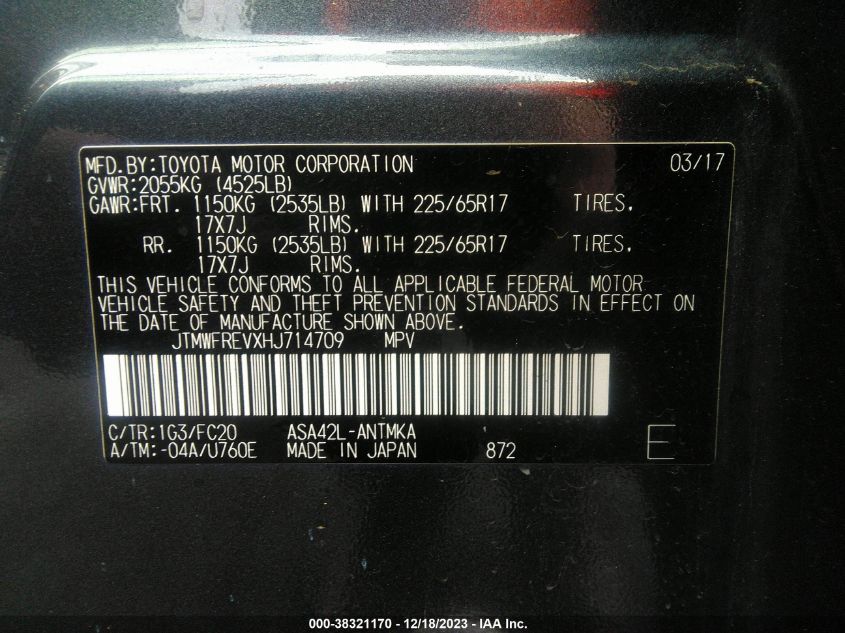 MFD.BY:TOYOTA MOTOR CORPORATION 03/17
GVWR:2055KG (4525LB)
GAWR:FRT. 1150KG (2535LB) WITH 225/65R17 TIRES.
17X7J RIMS.
RR. 1150KG (2535LB) WITH 225/65R17 TIRES.
17X7J RIMS.
THIS VEHICLE CONFORMS TO ALL APPLICABLE FEDERAL MOTOR
VEHICLE SAFETY AND THEFT PREVENTION STANDARDS IN EFFECT ON
THE DATE OF MANUFACTURE SHOWN ABOVE.
JTMWFREVXHJ714709 MPV
C/TR:1G3/FC20 ASA42L-ANTMKA
A/TM:-04A/U760E MADE IN JAPAN 872 E
000-38321170 - 12/18/2023 - IAA Inc.